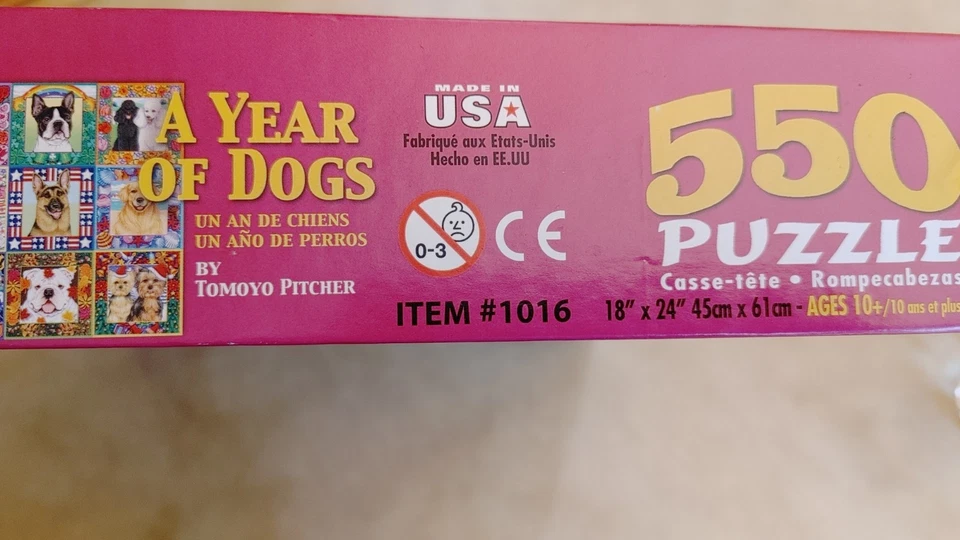 A YEAR
OF DOGS
UN AN DE CHIENS
UN AÑO DE PERROS
BY
TOMOYO PITCHER
MADE IN
USA
Fabriqué aux Etats-Unis
Hecho en EE.UU
0-3
CE
ITEM #1016
550
PUZZLE
Casse-tête • Rompecabezas
18" x 24" 45cm x 61cm - AGES 10+/10 ans et plus